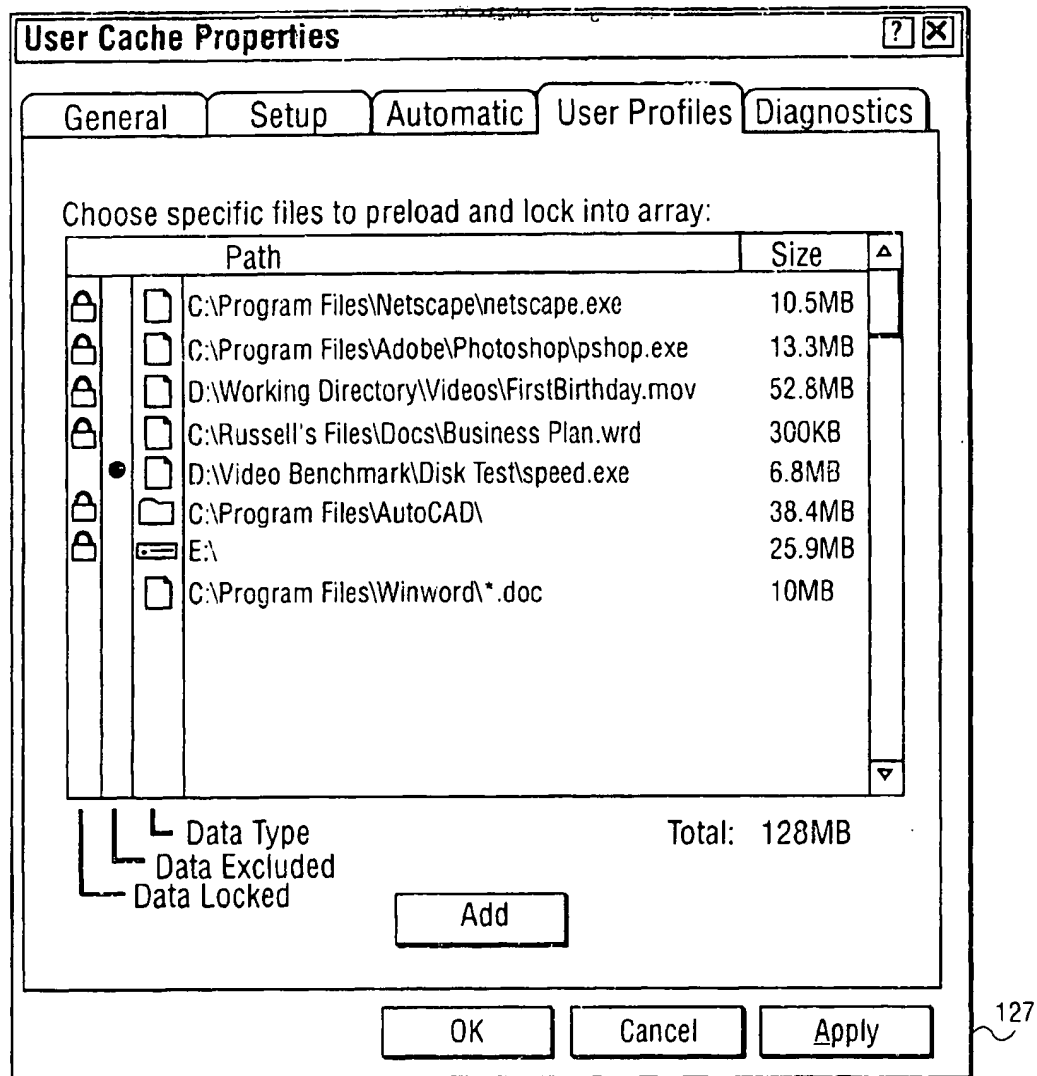 User Cache Properties ?
General Setup Automatic User Profiles Diagnostics
Choose specific files to preload and lock into array:
Path Size
C:\Program Files\Netscape\netscape.exe 10.5MB
C:\Program Files\Adobe\Photoshop\pshop.exe 13.3MB
D:\Working Directory\Videos\FirstBirthday.mov 52.8MB
C:\Russell's Files\Docs\Business Plan.wrd 300KB
D:\Video Benchmark\Disk Test\speed.exe 6.8MB
C:\Program Files\AutoCAD\ 38.4MB
E:\ 25.9MB
C:\Program Files\Winword\*.doc 10MB
Data Type Total: 128MB
Data Excluded
Data Locked
Add
OK Cancel Apply
127